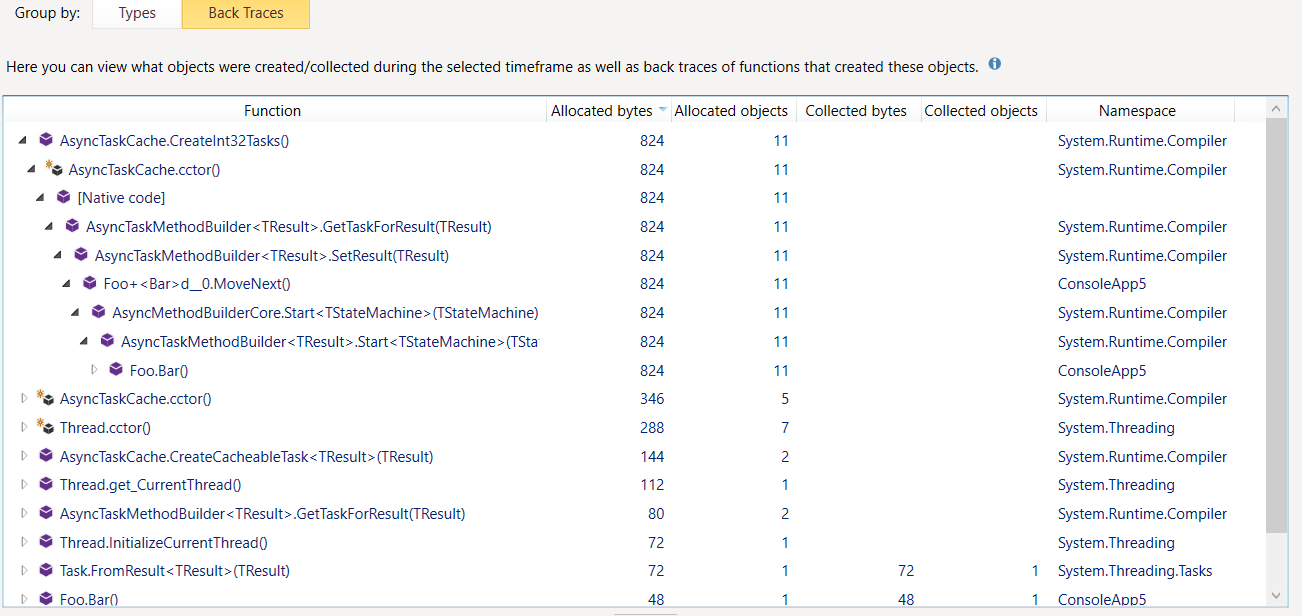 Group by: Types Back Traces
Here you can view what objects were created/collected during the selected timeframe as well as back traces of functions that created these objects.
Function Allocated bytes Allocated objects Collected bytes Collected objects Namespace
AsyncTaskCache.CreateInt32Tasks() 824 11 System.Runtime.Compiler
AsyncTaskCache.cctor() 824 11 System.Runtime.Compiler
[Native code] 824 11
AsyncTaskMethodBuilder<TResult>.GetTaskForResult(TResult) 824 11 System.Runtime.Compiler
AsyncTaskMethodBuilder<TResult>.SetResult(TResult) 824 11 System.Runtime.Compiler
Foo+<Bar>d__0.MoveNext() 824 11 ConsoleApp5
AsyncMethodBuilderCore.Start<TStateMachine>(TStateMachine) 824 11 System.Runtime.Compiler
AsyncTaskMethodBuilder<TResult>.Start<TStateMachine>(TSta 824 11 System.Runtime.Compiler
Foo.Bar() 824 11 ConsoleApp5
AsyncTaskCache.cctor() 346 5 System.Runtime.Compiler
Thread.cctor() 288 7 System.Threading
AsyncTaskCache.CreateCacheableTask<TResult>(TResult) 144 2 System.Runtime.Compiler
Thread.get_CurrentThread() 112 1 System.Threading
AsyncTaskMethodBuilder<TResult>.GetTaskForResult(TResult) 80 2 System.Runtime.Compiler
Thread.InitializeCurrentThread() 72 1 System.Threading
Task.FromResult<TResult>(TResult) 72 1 72 1 System.Threading.Tasks
Foo.Bar() 48 1 48 1 ConsoleApp5